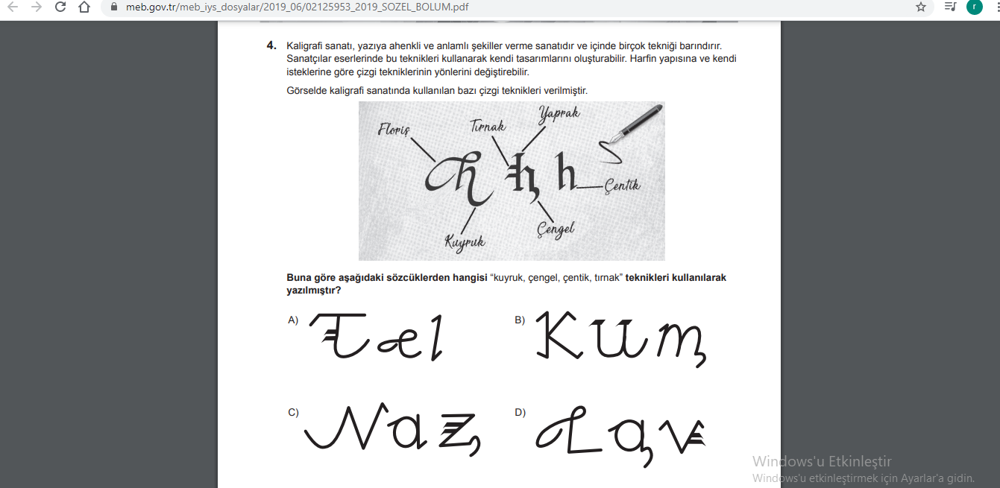 meb.gov.tr/meb_iys_dosyalar/2019_06/02125953_2019_SOZEL_BOLUM.pdf
r
4. Kaligrafi sanatı, yazıya ahenkli ve anlamlı şekiller verme sanatıdır ve içinde birçok tekniği barındırır.
Sanatçılar eserlerinde bu teknikleri kullanarak kendi tasarımlarını oluşturabilir. Harfin yapısına ve kendi
isteklerine göre çizgi tekniklerinin yönlerini değiştirebilir.
Görselde kaligrafi sanatında kullanılan bazı çizgi teknikleri verilmiştir.
Yaprak
Floriş Tırnak
h h h
Çentik
Çengel
Kuyruk
Buna göre aşağıdaki sözcüklerden hangisi “kuyruk, çengel, çentik, tırnak” teknikleri kullanılarak
yazılmıştır?
A) Tel B) Kum
C) Naz D) Lav
Windows'u Etkinleştir
Windows'u etkinleştirmek için Ayarlar'a gidin.